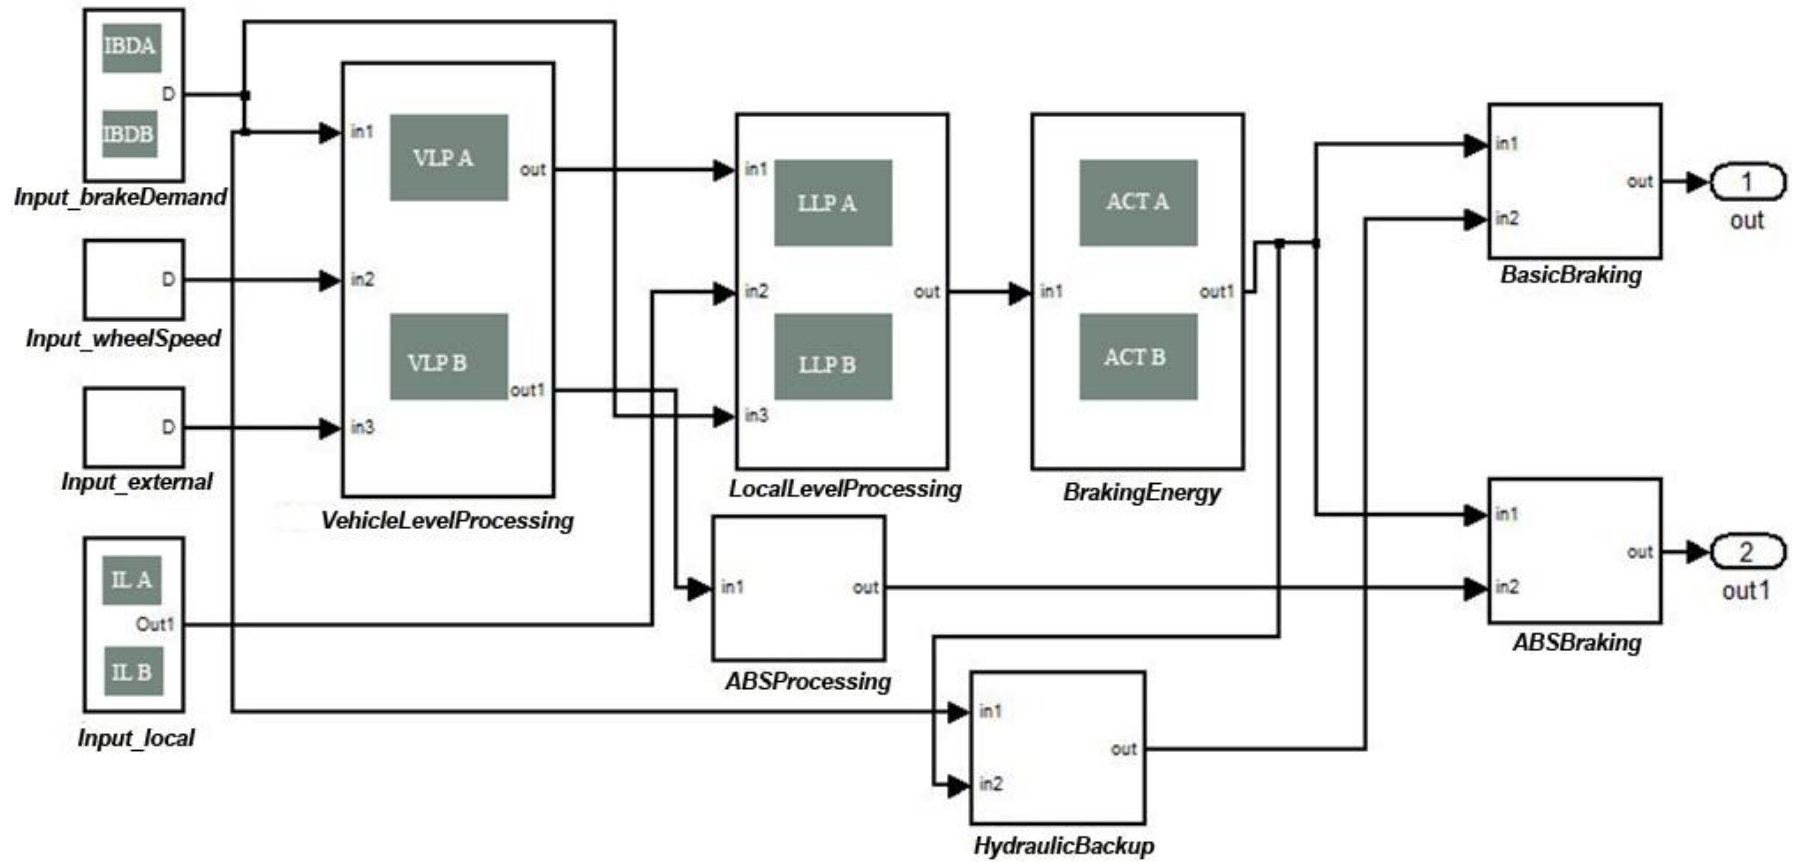 IBDA
D
IBDB
Input_brakeDemand
D
Input_wheelSpeed
D
Input_external
IL A
Out1
IL B
Input_local
in1
VLP A
out
in2
VLP B
out1
in3
VehicleLevelProcessing
in1
LLP A
in2
out
LLP B
in3
LocalLevelProcessing
ACT A
in1
out1
ACT B
BrakingEnergy
in1
out
ABSProcessing
in1
out
in2
HydraulicBackup
in1
out
in2
BasicBraking
1
out
in1
out
in2
ABSBraking
2
out1